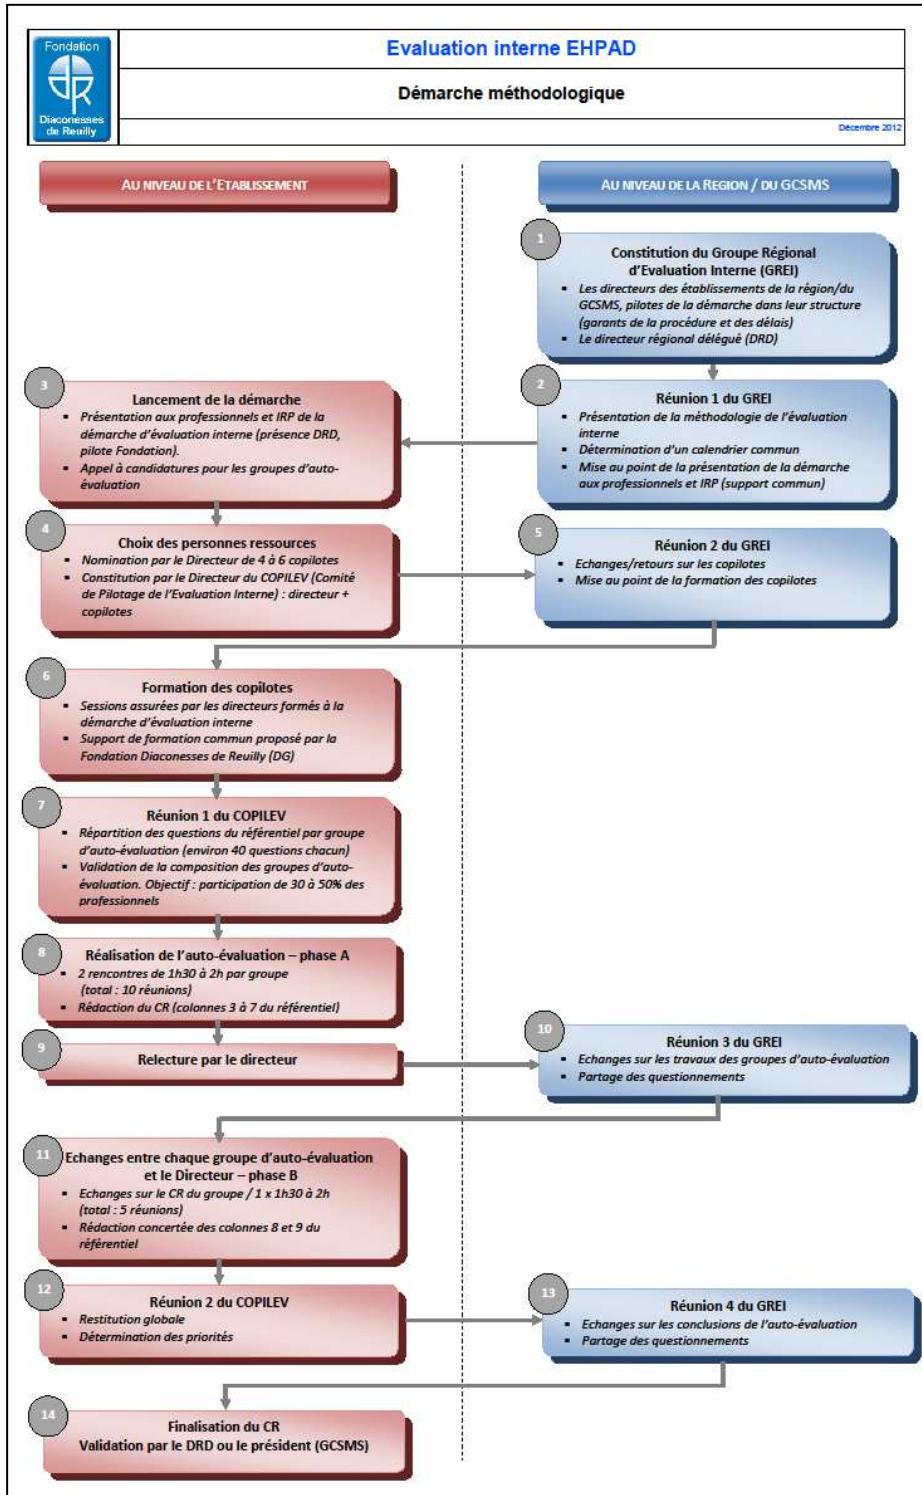 Fondation
Diaconesses
de Reuilly
Evaluation interne EHPAD
Démarche méthodologique
Décembre 2012
AU NIVEAU DE L'ETABLISSEMENT
AU NIVEAU DE LA REGION / DU GCSMS
1
Constitution du Groupe Régional
d'Evaluation Interne (GREI)
▪ Les directeurs des établissements de la région/du
GCSMS, pilotes de la démarche dans leur structure
(garants de la procédure et des délais)
▪ Le directeur régional délégué (DRD)
2
Réunion 1 du GREI
▪ Présentation de la méthodologie de l'évaluation
interne
▪ Détermination d'un calendrier commun
▪ Mise au point de la présentation de la démarche
aux professionnels et IRP (support commun)
3
Lancement de la démarche
▪ Présentation aux professionnels et IRP de la
démarche d'évaluation interne (présence DRD,
pilote Fondation).
▪ Appel à candidatures pour les groupes d'auto-
évaluation
4
Choix des personnes ressources
▪ Nomination par le Directeur de 4 à 6 copilotes
▪ Constitution par le Directeur du COPILEV (Comité
de Pilotage de l'Evaluation Interne) : directeur +
copilotes
5
Réunion 2 du GREI
▪ Echanges/retours sur les copilotes
▪ Mise au point de la formation des copilotes
6
Formation des copilotes
▪ Sessions assurées par les directeurs formés à la
démarche d'évaluation interne
▪ Support de formation commun proposé par la
Fondation Diaconesses de Reuilly (DG)
7
Réunion 1 du COPILEV
▪ Répartition des questions du référentiel par groupe
d'auto-évaluation (environ 40 questions chacun)
▪ Validation de la composition des groupes d'auto-
évaluation. Objectif : participation de 30 à 50% des
professionnels
8
Réalisation de l'auto-évaluation – phase A
▪ 2 rencontres de 1h30 à 2h par groupe
(total : 10 réunions)
▪ Rédaction du CR (colonnes 3 à 7 du référentiel)
9
Relecture par le directeur
10
Réunion 3 du GREI
▪ Echanges sur les travaux des groupes d'auto-évaluation
▪ Partage des questionnements
11
Echanges entre chaque groupe d'auto-évaluation
et le Directeur – phase B
▪ Echanges sur le CR du groupe / 1 x 1h30 à 2h
(total : 5 réunions)
▪ Rédaction concertée des colonnes 8 et 9 du
référentiel
12
Réunion 2 du COPILEV
▪ Restitution globale
▪ Détermination des priorités
13
Réunion 4 du GREI
▪ Echanges sur les conclusions de l'auto-évaluation
▪ Partage des questionnements
14
Finalisation du CR
Validation par le DRD ou le président (GCSMS)